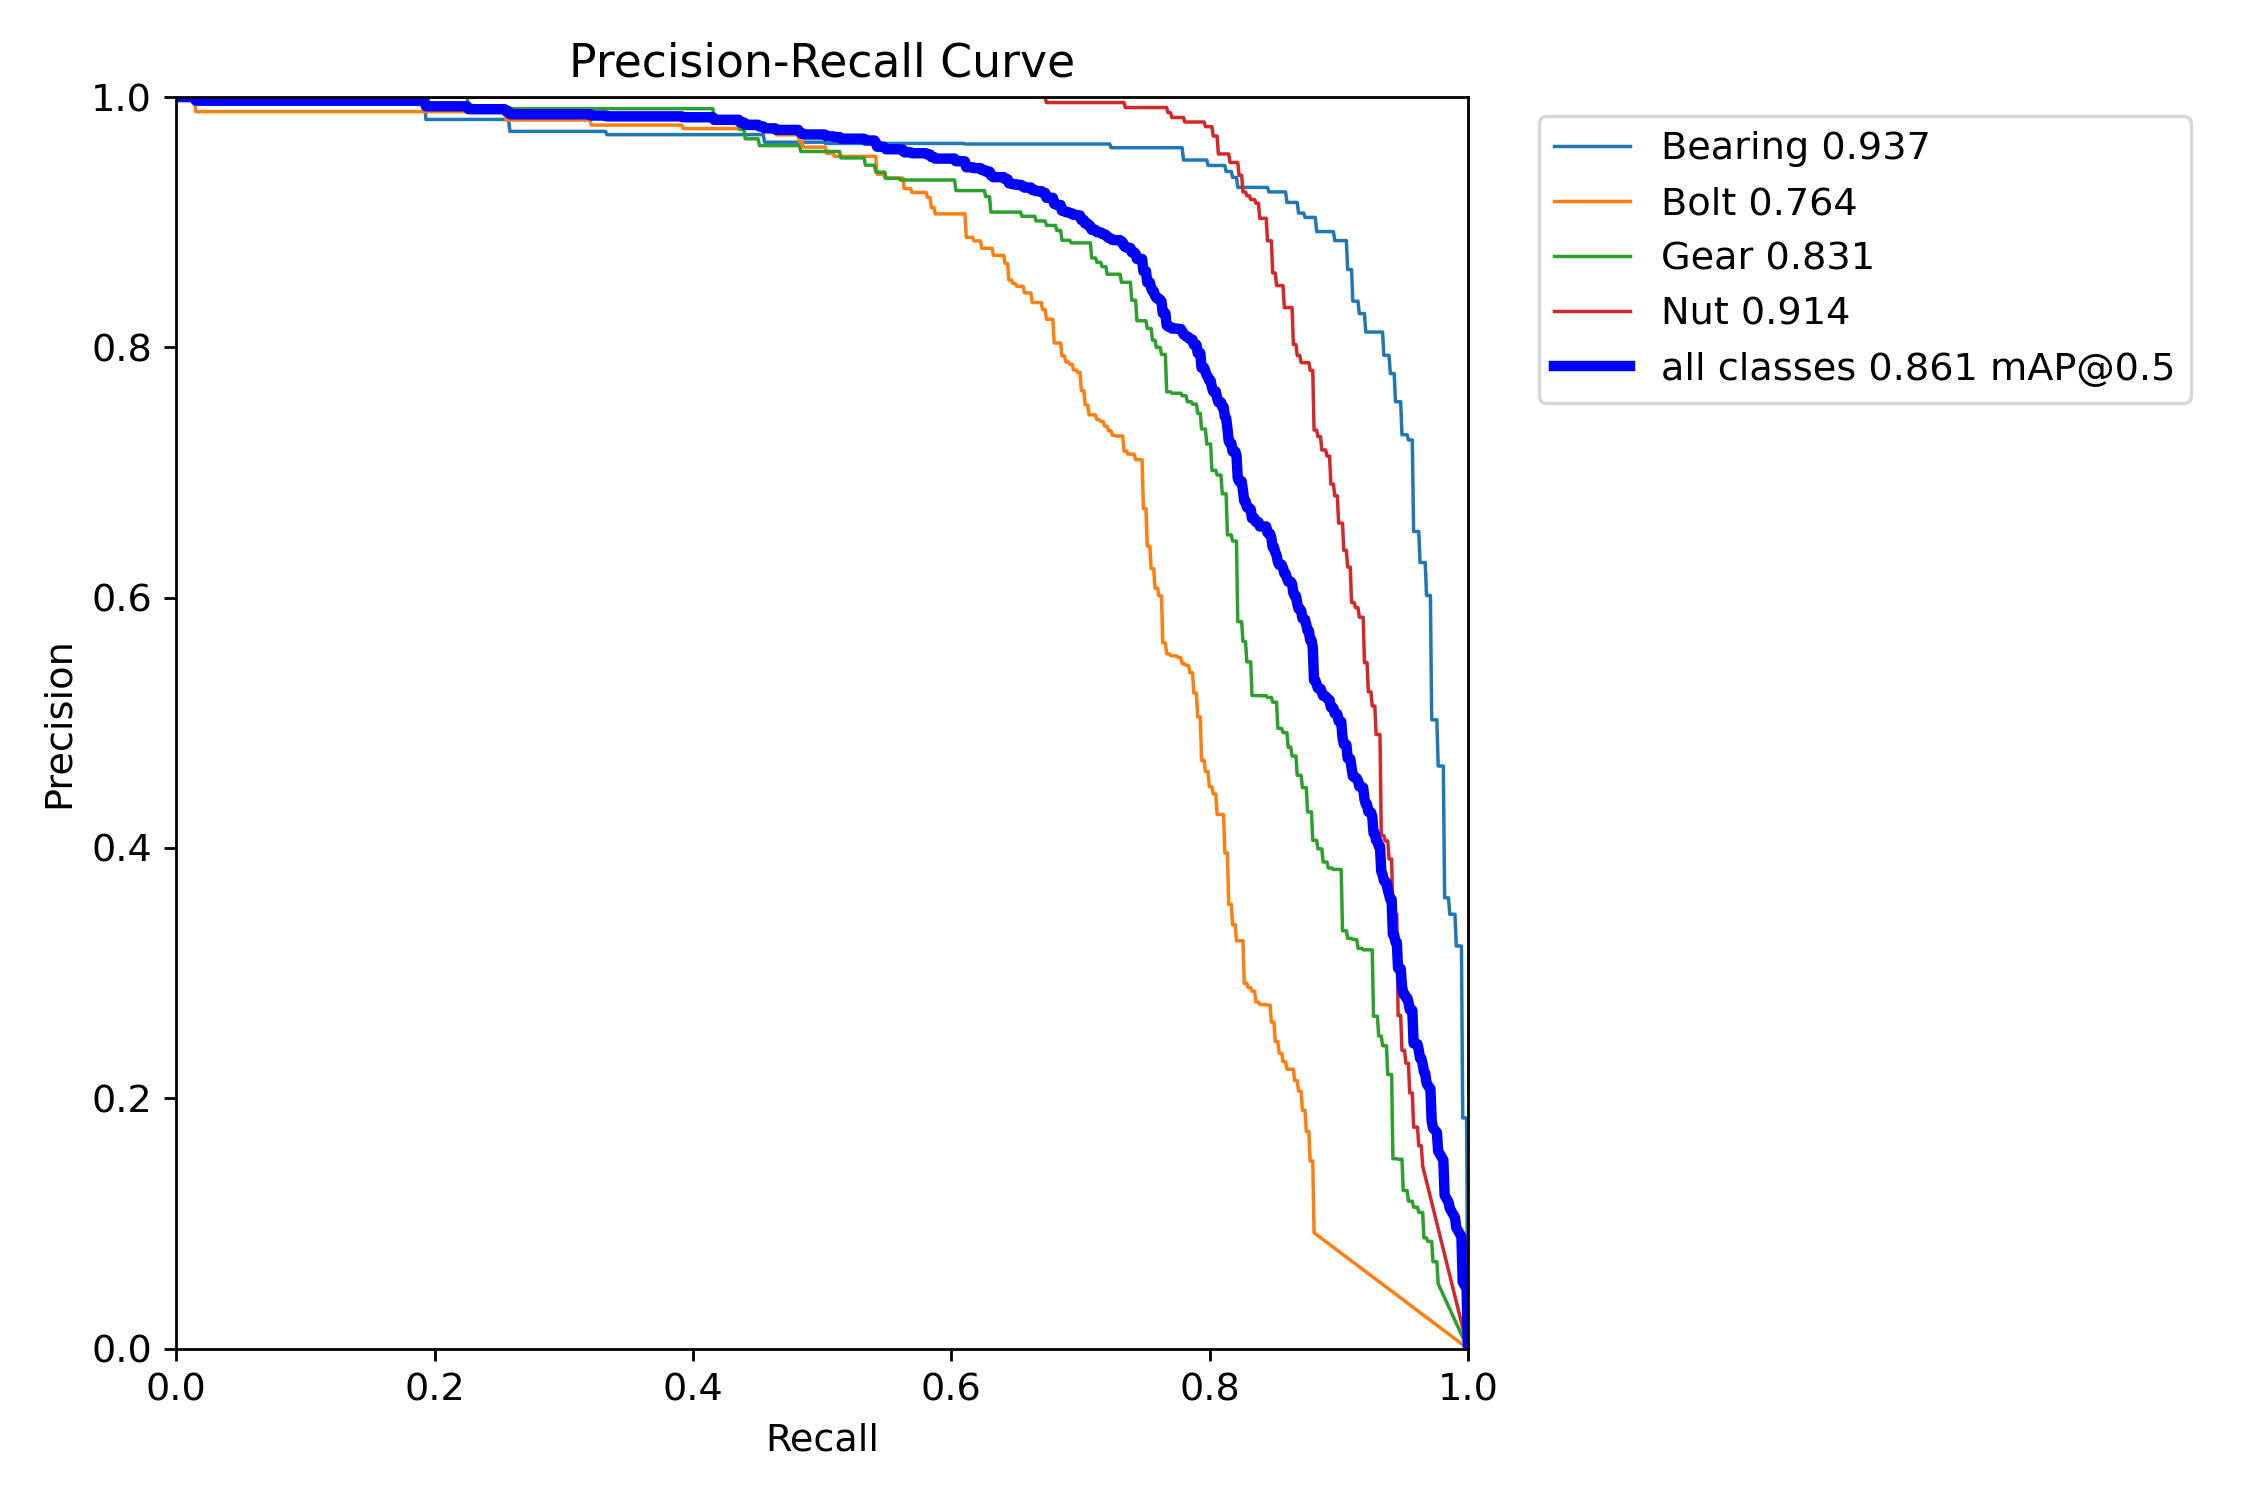 Precision-Recall Curve
1.0
0.8
0.6
0.4
0.2
0.0
Precision
0.0 0.2 0.4 0.6 0.8 1.0
Recall
Bearing 0.937
Bolt 0.764
Gear 0.831
Nut 0.914
all classes 0.861 mAP@0.5